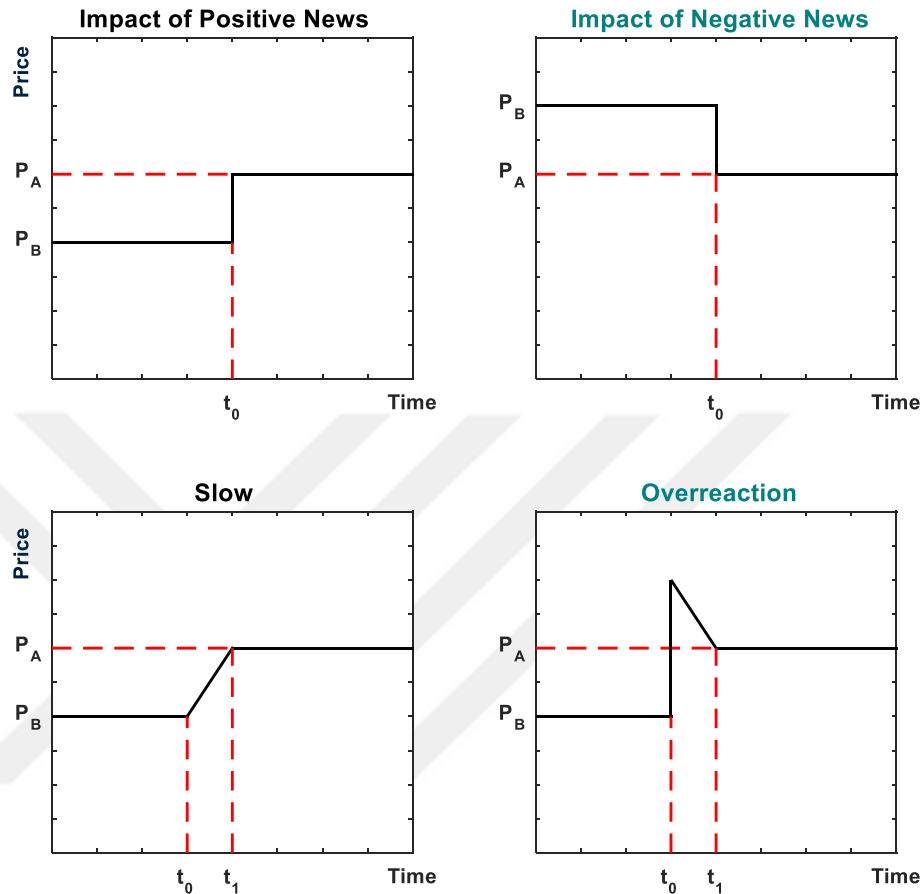 Impact of Positive News
Price
P_A
P_B
t_0
Time
Impact of Negative News
P_B
P_A
t_0
Time
Slow
Price
P_A
P_B
t_0
t_1
Time
Overreaction
P_A
P_B
t_0
t_1
Time